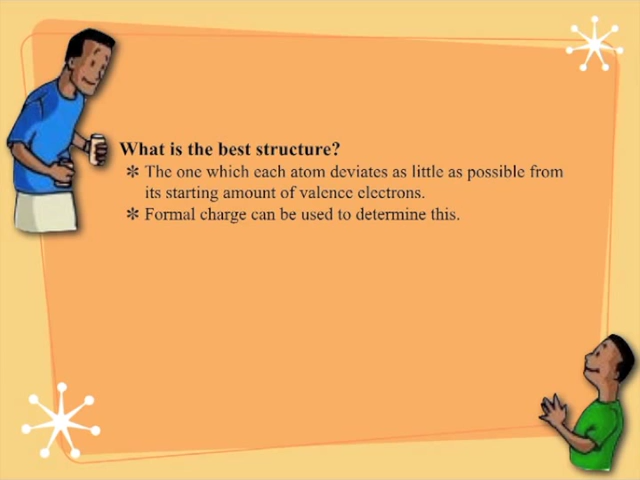 What is the best structure?
✻ The one which each atom deviates as little as possible from
its starting amount of valence electrons.
✻ Formal charge can be used to determine this.